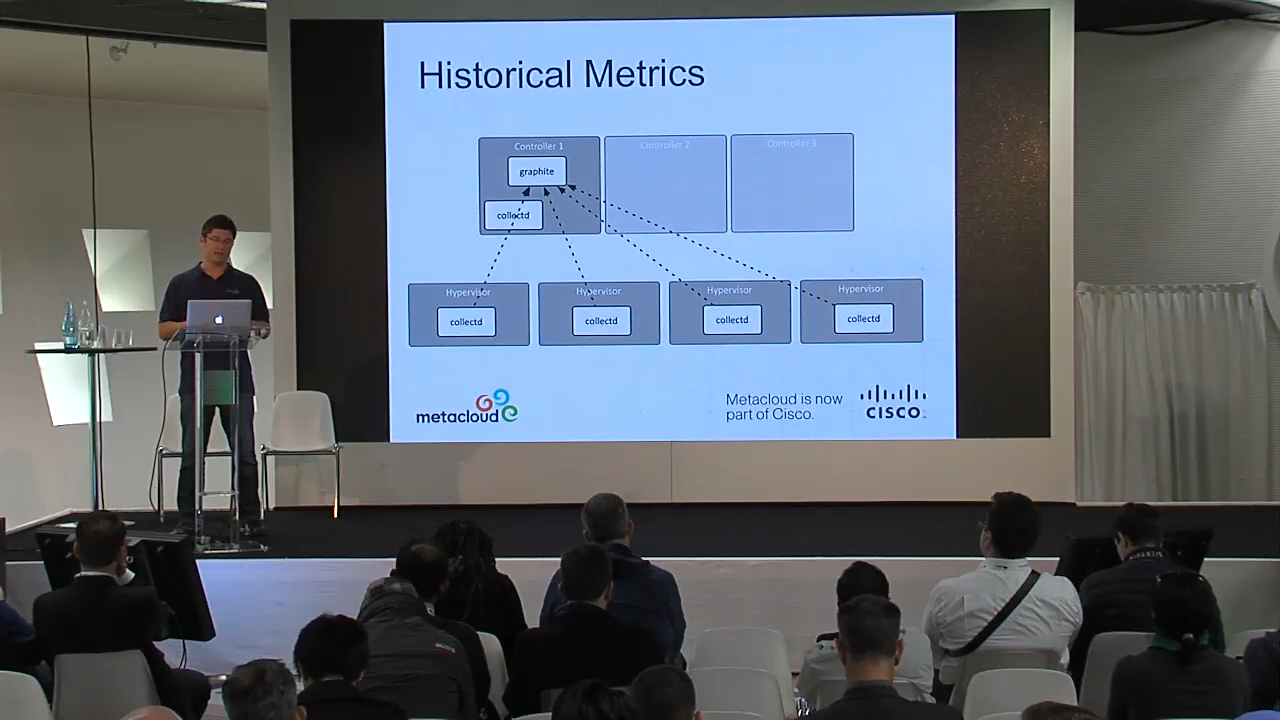 Historical Metrics
Controller 1
Controller 2
Controller 3
graphite
collectd
Hypervisor
Hypervisor
Hypervisor
Hypervisor
collectd
collectd
collectd
collectd
metacloud
Metacloud is now
part of Cisco.
CISCO